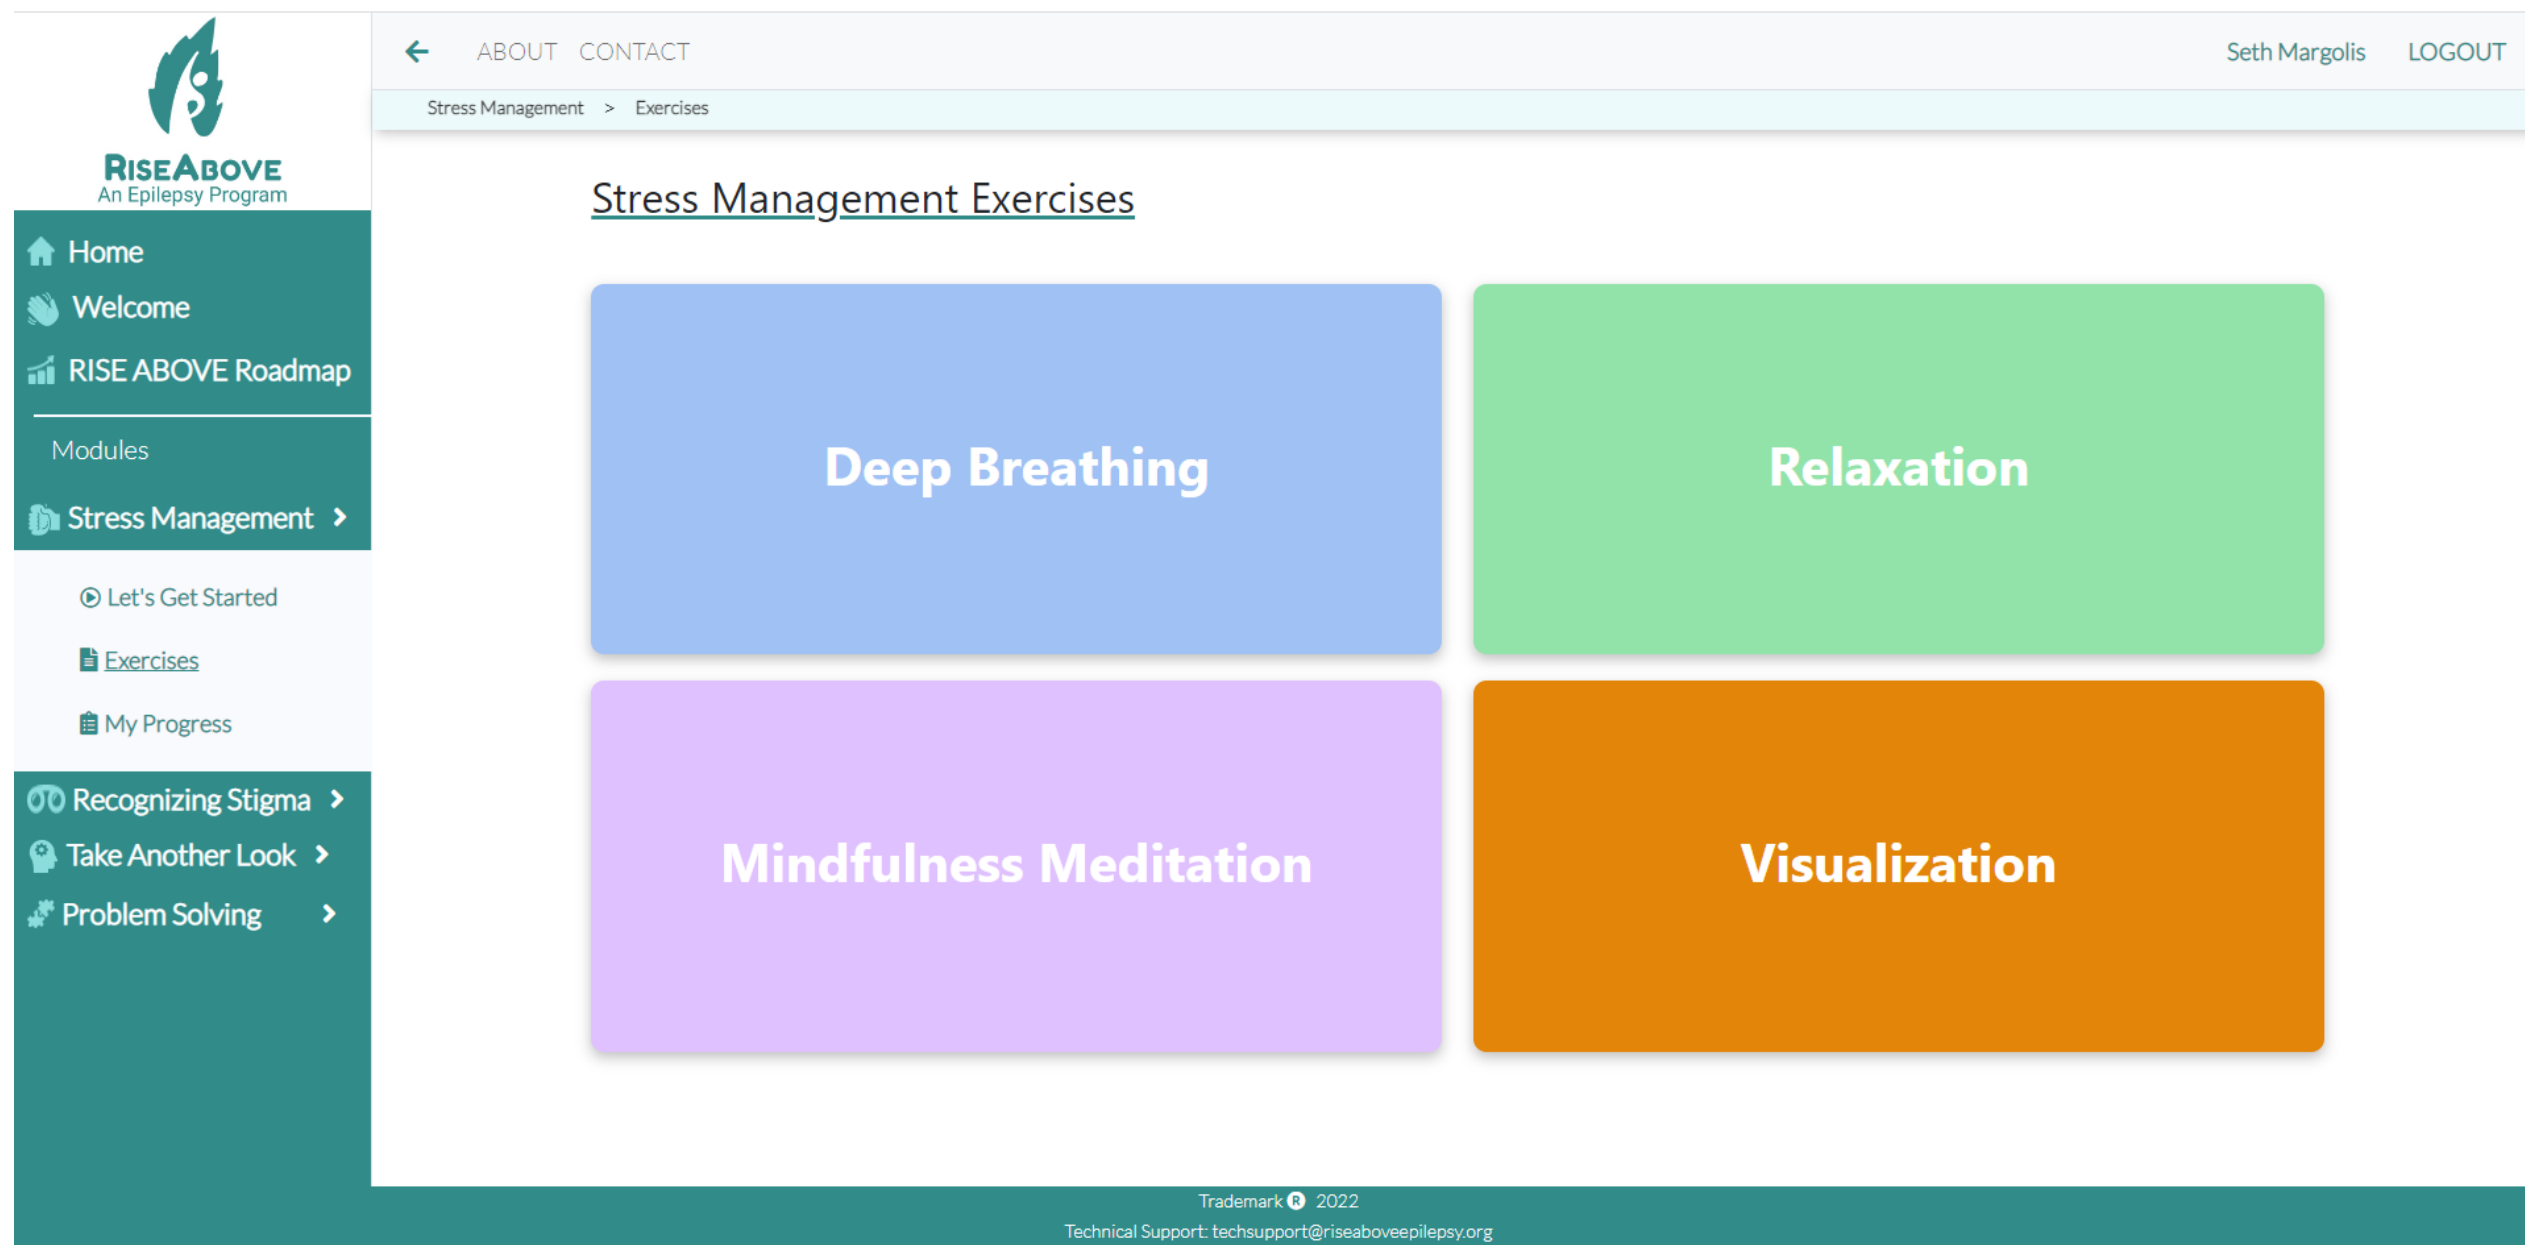 RISEABOVE
An Epilepsy Program
Home
Welcome
RISE ABOVE Roadmap
Modules
Stress Management >
Let's Get Started
Exercises
My Progress
Recognizing Stigma >
Take Another Look >
Problem Solving >
ABOUT CONTACT
Seth Margolis LOGOUT
Stress Management > Exercises
Stress Management Exercises
Deep Breathing
Relaxation
Mindfulness Meditation
Visualization
Trademark ® 2022
Technical Support: techsupport@riseaboveepilepsy.org